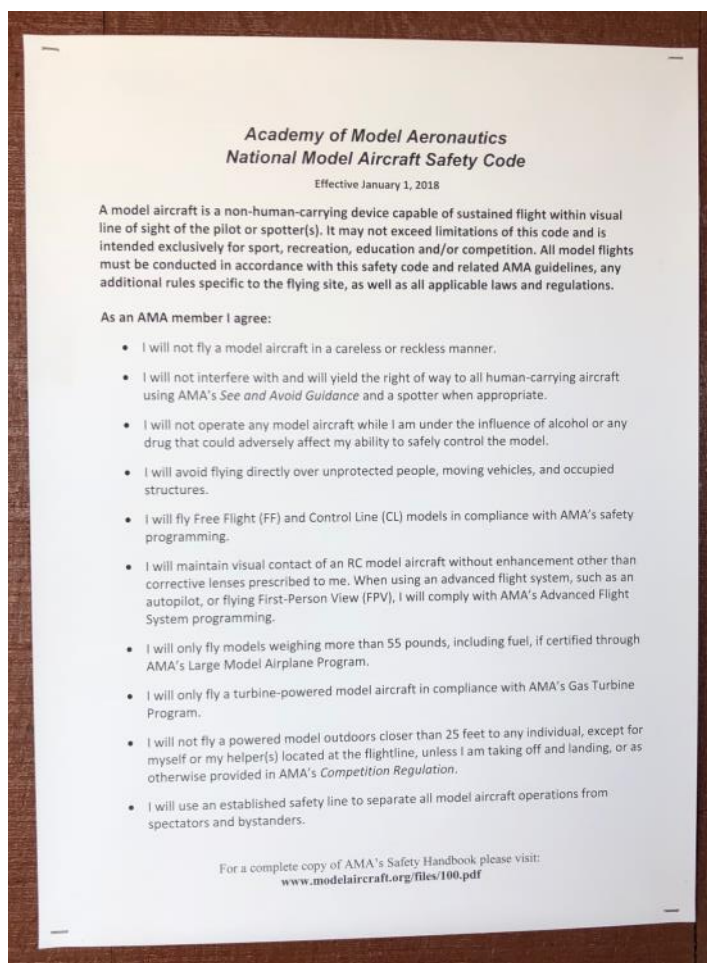 Academy of Model Aeronautics
National Model Aircraft Safety Code
Effective January 1, 2018
A model aircraft is a non-human-carrying device capable of sustained flight within visual
line of sight of the pilot or spotter(s). It may not exceed limitations of this code and is
intended exclusively for sport, recreation, education and/or competition. All model flights
must be conducted in accordance with this safety code and related AMA guidelines, any
additional rules specific to the flying site, as well as all applicable laws and regulations.
As an AMA member I agree:
• I will not fly a model aircraft in a careless or reckless manner.
• I will not interfere with and will yield the right of way to all human-carrying aircraft
using AMA's See and Avoid Guidance and a spotter when appropriate.
• I will not operate any model aircraft while I am under the influence of alcohol or any
drug that could adversely affect my ability to safely control the model.
• I will avoid flying directly over unprotected people, moving vehicles, and occupied
structures.
• I will fly Free Flight (FF) and Control Line (CL) models in compliance with AMA's safety
programming.
• I will maintain visual contact of an RC model aircraft without enhancement other than
corrective lenses prescribed to me. When using an advanced flight system, such as an
autopilot, or flying First-Person View (FPV), I will comply with AMA's Advanced Flight
System programming.
• I will only fly models weighing more than 55 pounds, including fuel, if certified through
AMA's Large Model Airplane Program.
• I will only fly a turbine-powered model aircraft in compliance with AMA's Gas Turbine
Program.
• I will not fly a powered model outdoors closer than 25 feet to any individual, except for
myself or my helper(s) located at the flightline, unless I am taking off and landing, or as
otherwise provided in AMA's Competition Regulation.
• I will use an established safety line to separate all model aircraft operations from
spectators and bystanders.
For a complete copy of AMA's Safety Handbook please visit:
www.modelaircraft.org/files/100.pdf